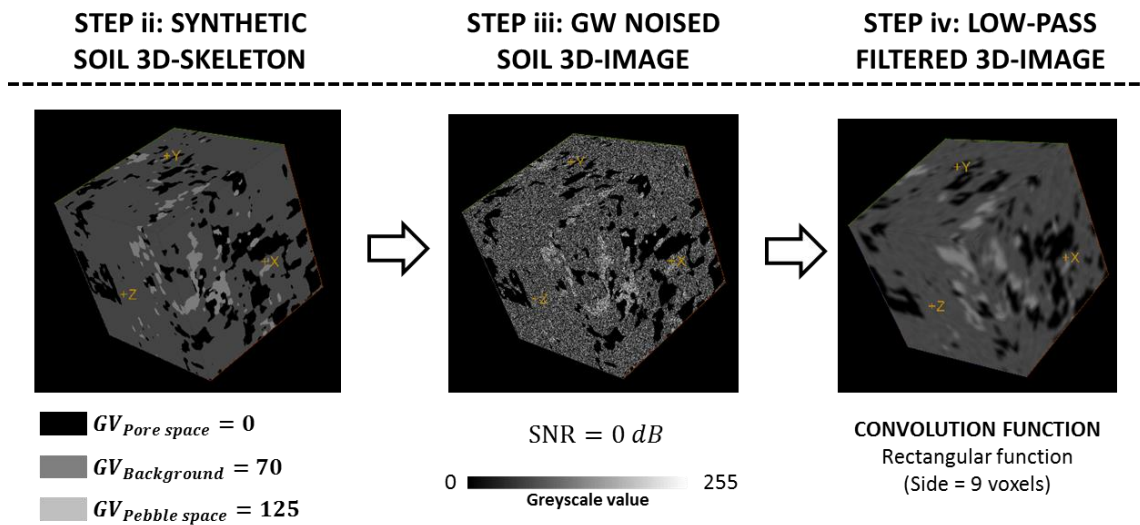 STEP ii: SYNTHETIC
SOIL 3D-SKELETON
STEP iii: GW NOISED
SOIL 3D-IMAGE
STEP iv: LOW-PASS
FILTERED 3D-IMAGE
+Y
+X
+Z
+Y
+X
+Z
+Y
+X
+Z
GV_Pore space = 0
GV_Background = 70
GV_Pebble space = 125
SNR = 0 dB
0 255
Greyscale value
CONVOLUTION FUNCTION
Rectangular function
(Side = 9 voxels)